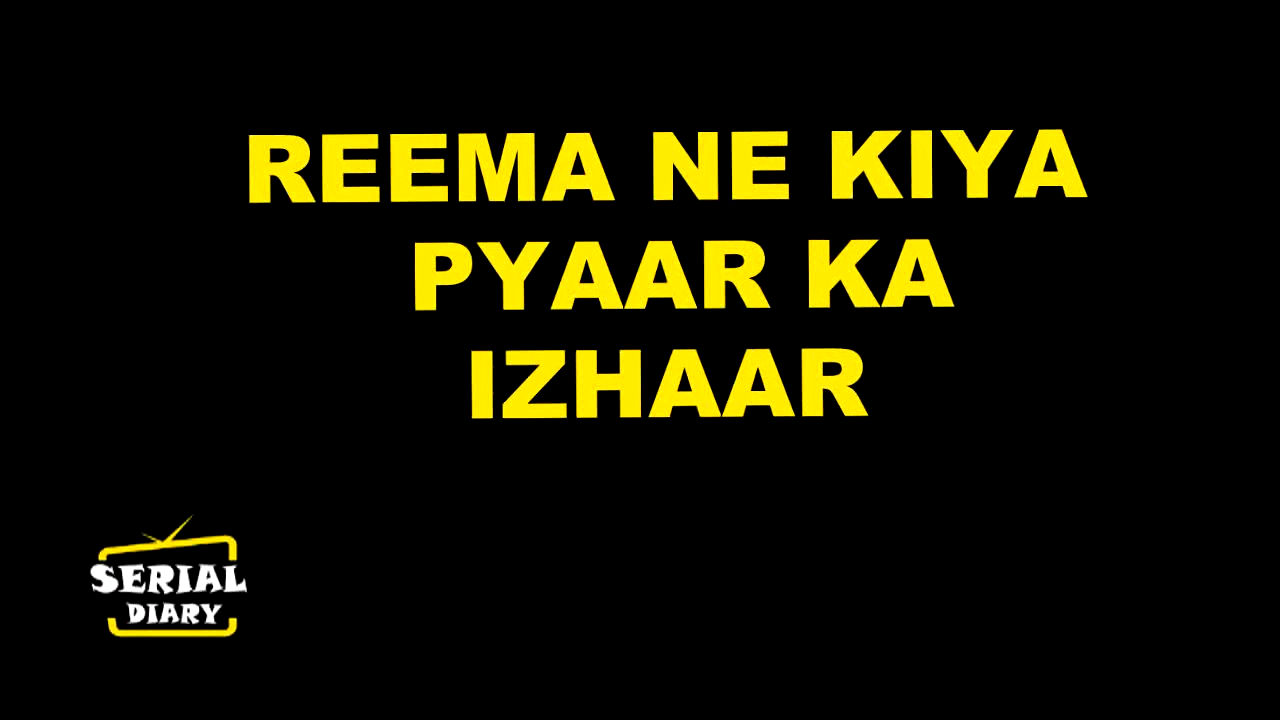 REEMA NE KIYA
PYAAR KA
IZHAAR
SERIAL
DIARY